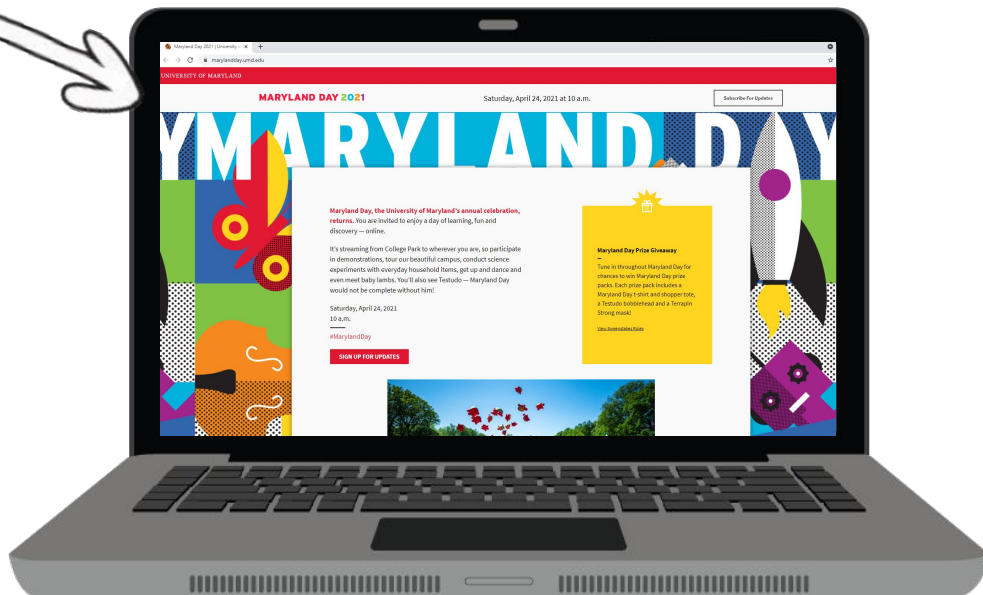 Maryland Day 2021 | University
marylandday.umd.edu
UNIVERSITY OF MARYLAND
MARYLAND DAY 2021
Saturday, April 24, 2021 at 10 a.m.
Subscribe For Updates
YMARYLAND DAY
Maryland Day, the University of Maryland's annual celebration,
returns. You are invited to enjoy a day of learning, fun and
discovery — online.
It's streaming from College Park to wherever you are, so participate
in demonstrations, tour our beautiful campus, conduct science
experiments with everyday household items, get up and dance and
even meet baby lambs. You'll also see Testudo — Maryland Day
would not be complete without him!
Saturday, April 24, 2021
10 a.m.
#MarylandDay
SIGN UP FOR UPDATES
Maryland Day Prize Giveaway
Tune in throughout Maryland Day for
chances to win Maryland Day prize
packs. Each prize pack includes a
Maryland Day t-shirt and shopper tote,
a Testudo bobblehead and a Terrapin
Strong mask!
View Sweepstakes Rules